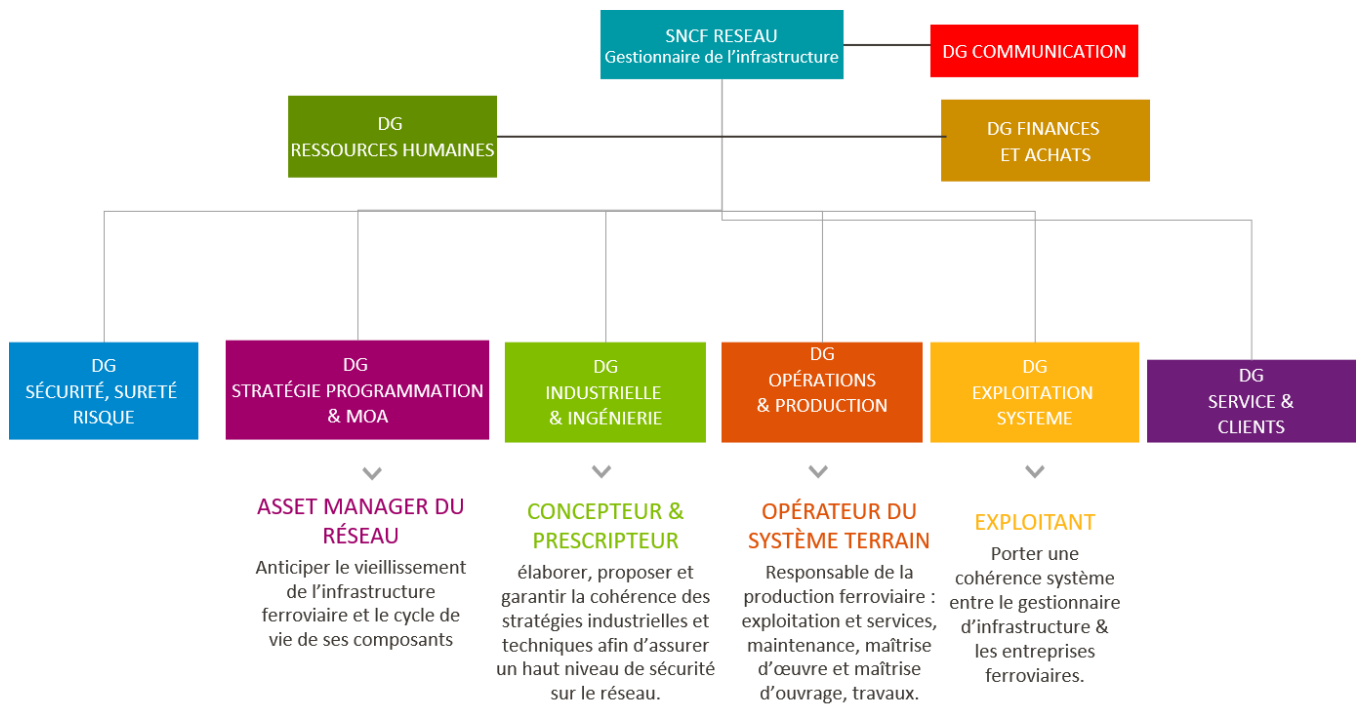 SNCF RESEAU
Gestionnaire de l’infrastructure
DG COMMUNICATION
DG
RESSOURCES HUMAINES
DG FINANCES
ET ACHATS
DG
SÉCURITÉ, SURETÉ
RISQUE
DG
STRATÉGIE PROGRAMMATION
& MOA
DG
INDUSTRIELLE
& INGÉNIERIE
DG
OPÉRATIONS
& PRODUCTION
DG
EXPLOITATION
SYSTEME
DG
SERVICE &
CLIENTS
ASSET MANAGER DU
RÉSEAU
Anticiper le vieillissement
de l’infrastructure
ferroviaire et le cycle de
vie de ses composants
CONCEPTEUR &
PRESCRIPTEUR
élaborer, proposer et
garantir la cohérence des
stratégies industrielles et
techniques afin d’assurer
un haut niveau de sécurité
sur le réseau.
OPÉRATEUR DU
SYSTÈME TERRAIN
Responsable de la
production ferroviaire :
exploitation et services,
maintenance, maîtrise
d’œuvre et maîtrise
d’ouvrage, travaux.
EXPLOITANT
Porter une
cohérence système
entre le gestionnaire
d’infrastructure &
les entreprises
ferroviaires.